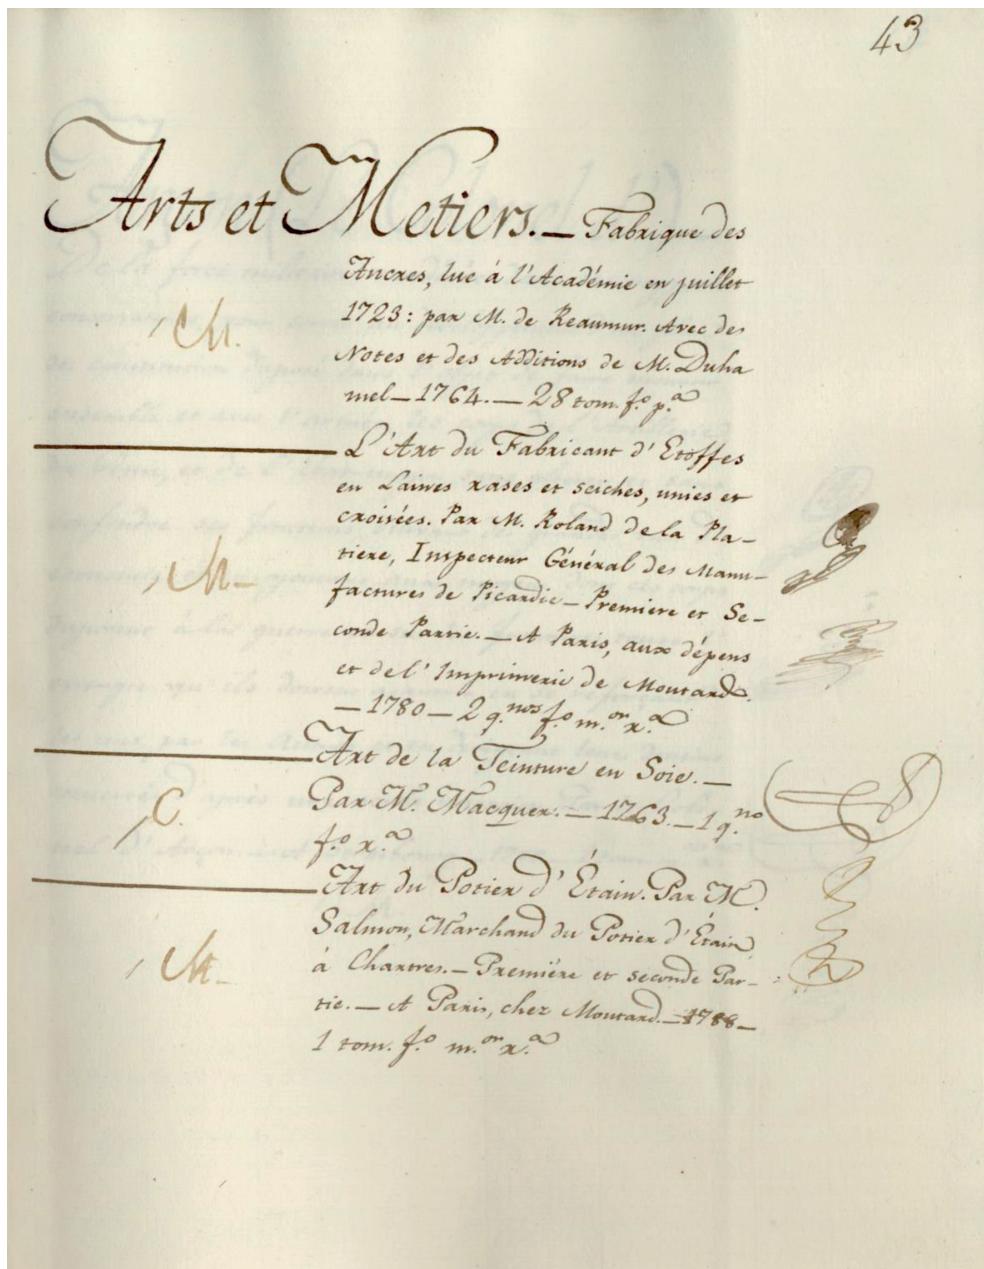 43
Arts et Metiers. — Fabrique des
Ancres, lue à l'Académie en juillet
1723: par M. de Reaumur. Avec des
Notes et des Additions de M. Duha
mel — 1764. — 28 tom. f.º p.ª
M.
L'Art du Fabricant d'Etoffes
en Laines rases et seiches, unies et
croisées. Par M. Roland de la Pla-
tiere, Inspecteur Général des Manu-
factures de Picardie — Premiere et Se-
conde Partie. — A Paris, aux dépens
et de l'Imprimerie de Moutard.
— 1780 — 2 q.nos f.º m.or r.ª
M —
Art de la Teinture en Soie. —
Par M. Macquer. — 1763. — 1 q.no
f.º r.ª
C.
Art du Potier d'Étain. Par M.
Salmon, Marchand du Potier d'Étain
à Chartres. — Premiére et seconde Par-
tie. — A Paris, chez Moutard. — 1788 —
1 tom. f.º m.or r.ª
M —